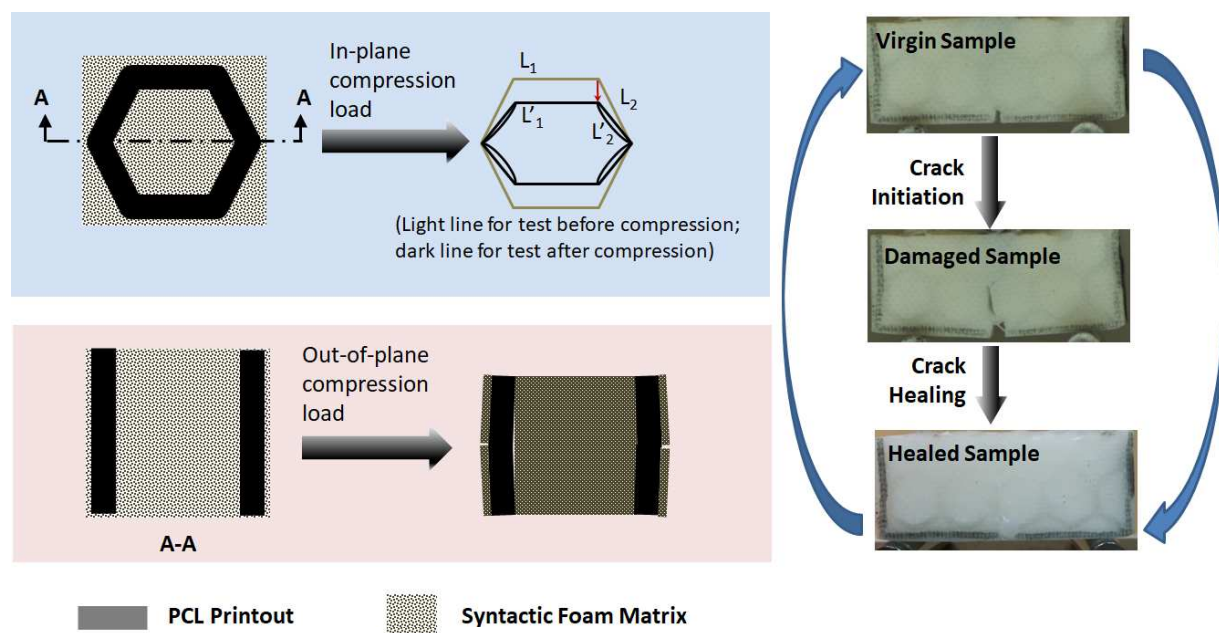 A
A
In-plane
compression
load
L1
L2
L'1
L'2
(Light line for test before compression;
dark line for test after compression)
Out-of-plane
compression
load
A-A
PCL Printout
Syntactic Foam Matrix
Virgin Sample
Crack
Initiation
Damaged Sample
Crack
Healing
Healed Sample